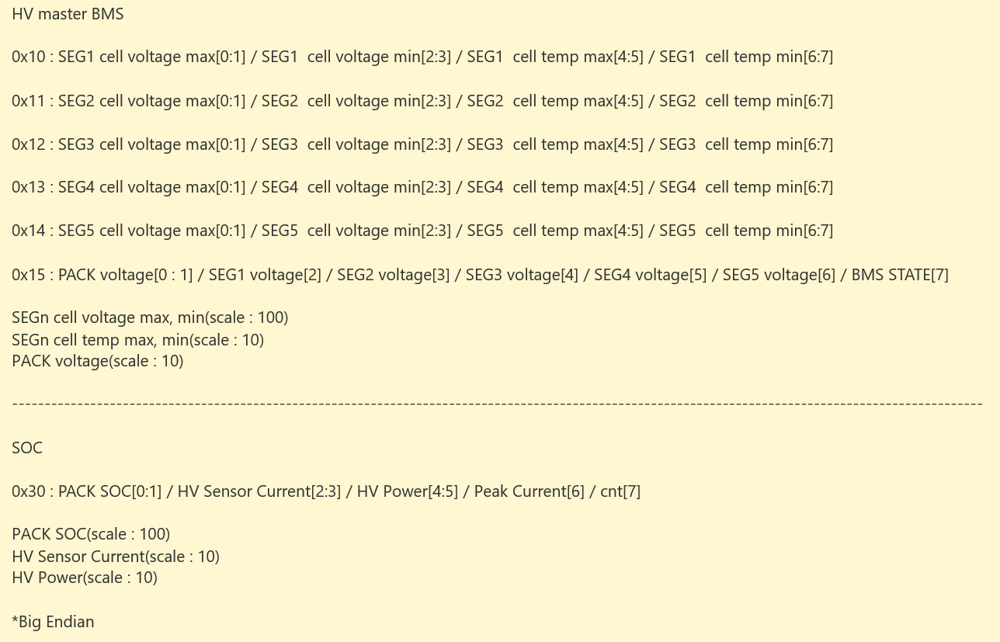 HV master BMS
0x10 : SEG1 cell voltage max[0:1] / SEG1  cell voltage min[2:3] / SEG1  cell temp max[4:5] / SEG1  cell temp min[6:7]
0x11 : SEG2 cell voltage max[0:1] / SEG2  cell voltage min[2:3] / SEG2  cell temp max[4:5] / SEG2  cell temp min[6:7]
0x12 : SEG3 cell voltage max[0:1] / SEG3  cell voltage min[2:3] / SEG3  cell temp max[4:5] / SEG3  cell temp min[6:7]
0x13 : SEG4 cell voltage max[0:1] / SEG4  cell voltage min[2:3] / SEG4  cell temp max[4:5] / SEG4  cell temp min[6:7]
0x14 : SEG5 cell voltage max[0:1] / SEG5  cell voltage min[2:3] / SEG5  cell temp max[4:5] / SEG5  cell temp min[6:7]
0x15 : PACK voltage[0 : 1] / SEG1 voltage[2] / SEG2 voltage[3] / SEG3 voltage[4] / SEG4 voltage[5] / SEG5 voltage[6] / BMS STATE[7]
SEGn cell voltage max, min(scale : 100)
SEGn cell temp max, min(scale : 10)
PACK voltage(scale : 10)
------------------------------------------------------------------------------------------------------------------------------------------------------
SOC
0x30 : PACK SOC[0:1] / HV Sensor Current[2:3] / HV Power[4:5] / Peak Current[6] / cnt[7]
PACK SOC(scale : 100)
HV Sensor Current(scale : 10)
HV Power(scale : 10)
*Big Endian